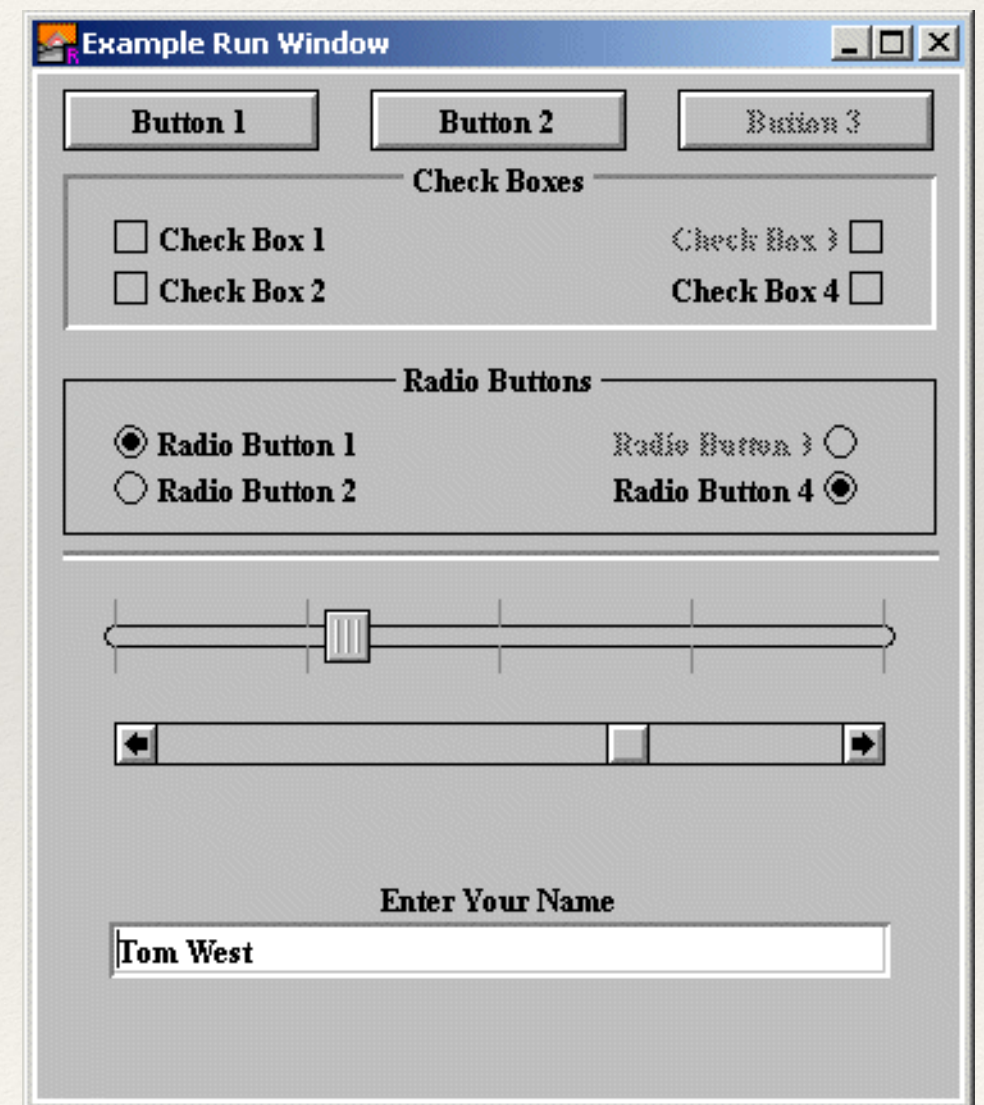 Example Run Window
R
Button 1 Button 2 Button 3
Check Boxes
Check Box 1 Check Box 3
Check Box 2 Check Box 4
Radio Buttons
Radio Button 1 Radio Button 3
Radio Button 2 Radio Button 4
Enter Your Name
Tom West